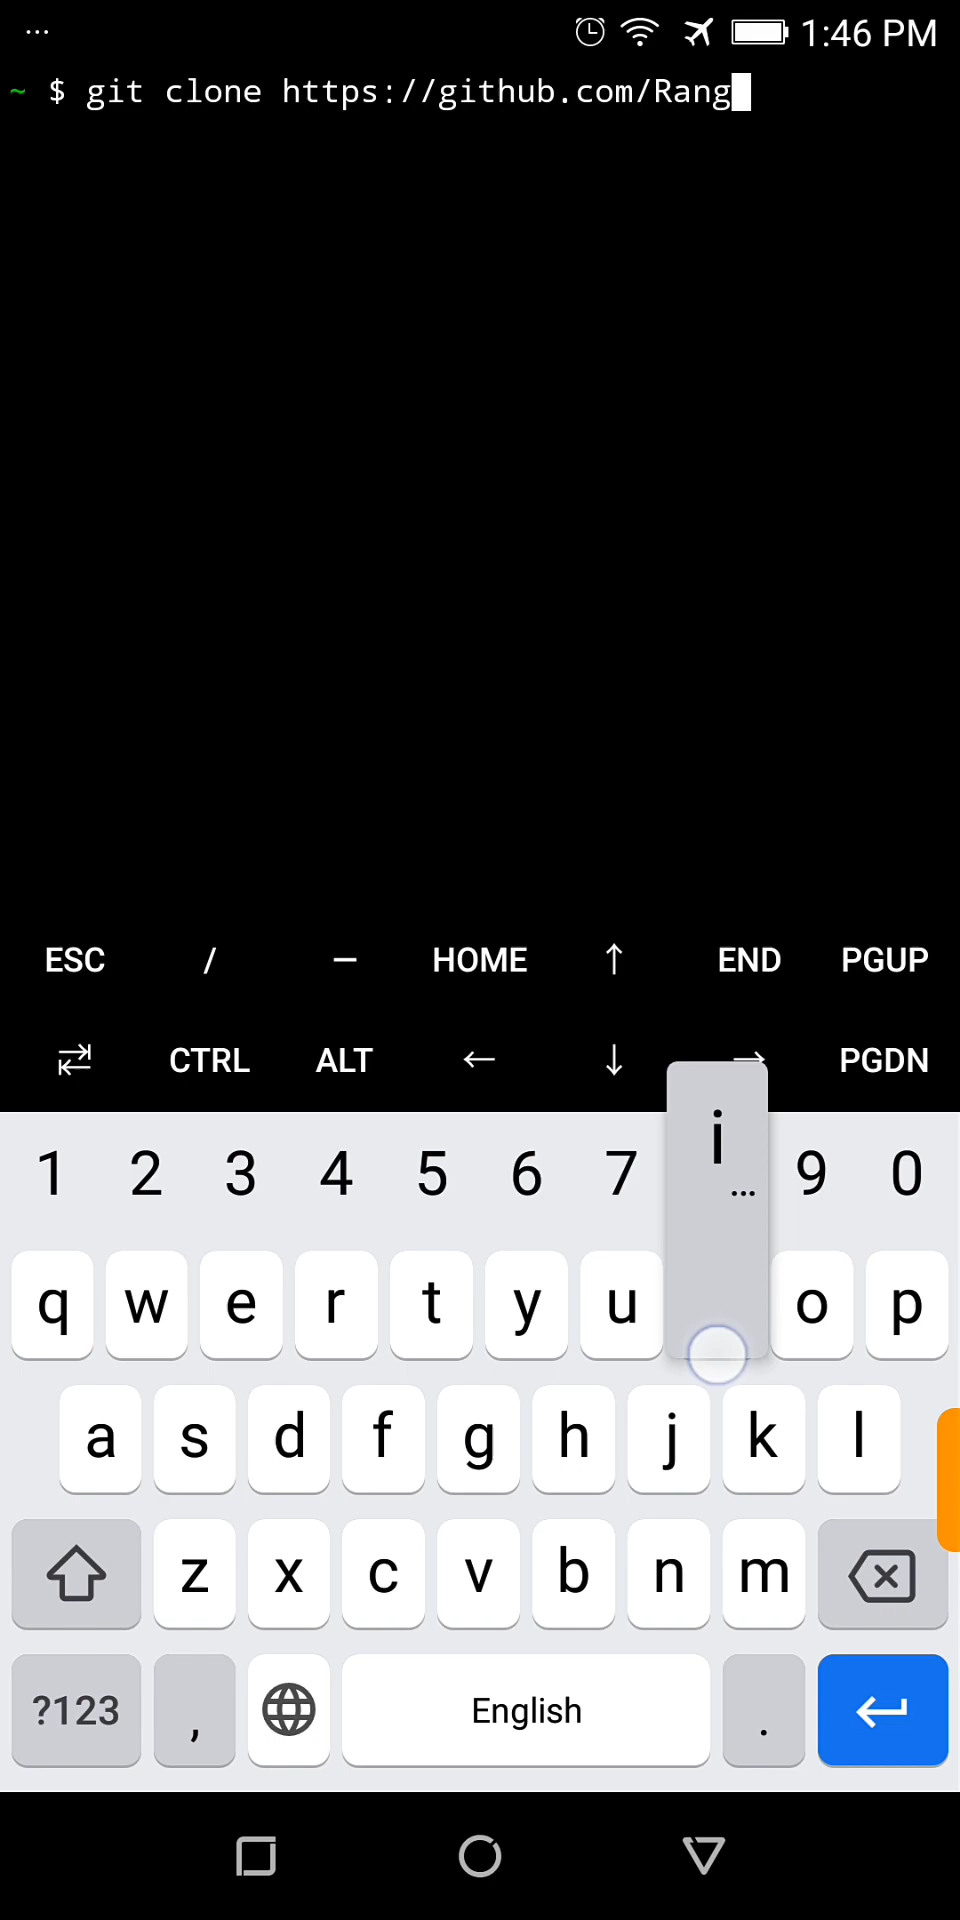 ... 1:46 PM
~ $ git clone https://github.com/Rang
ESC / — HOME ↑ END PGUP
⇄ CTRL ALT ← ↓ → PGDN
1 2 3 4 5 6 7 i ... 9 0
q w e r t y u o p
a s d f g h j k l
z x c v b n m
?123 , English .